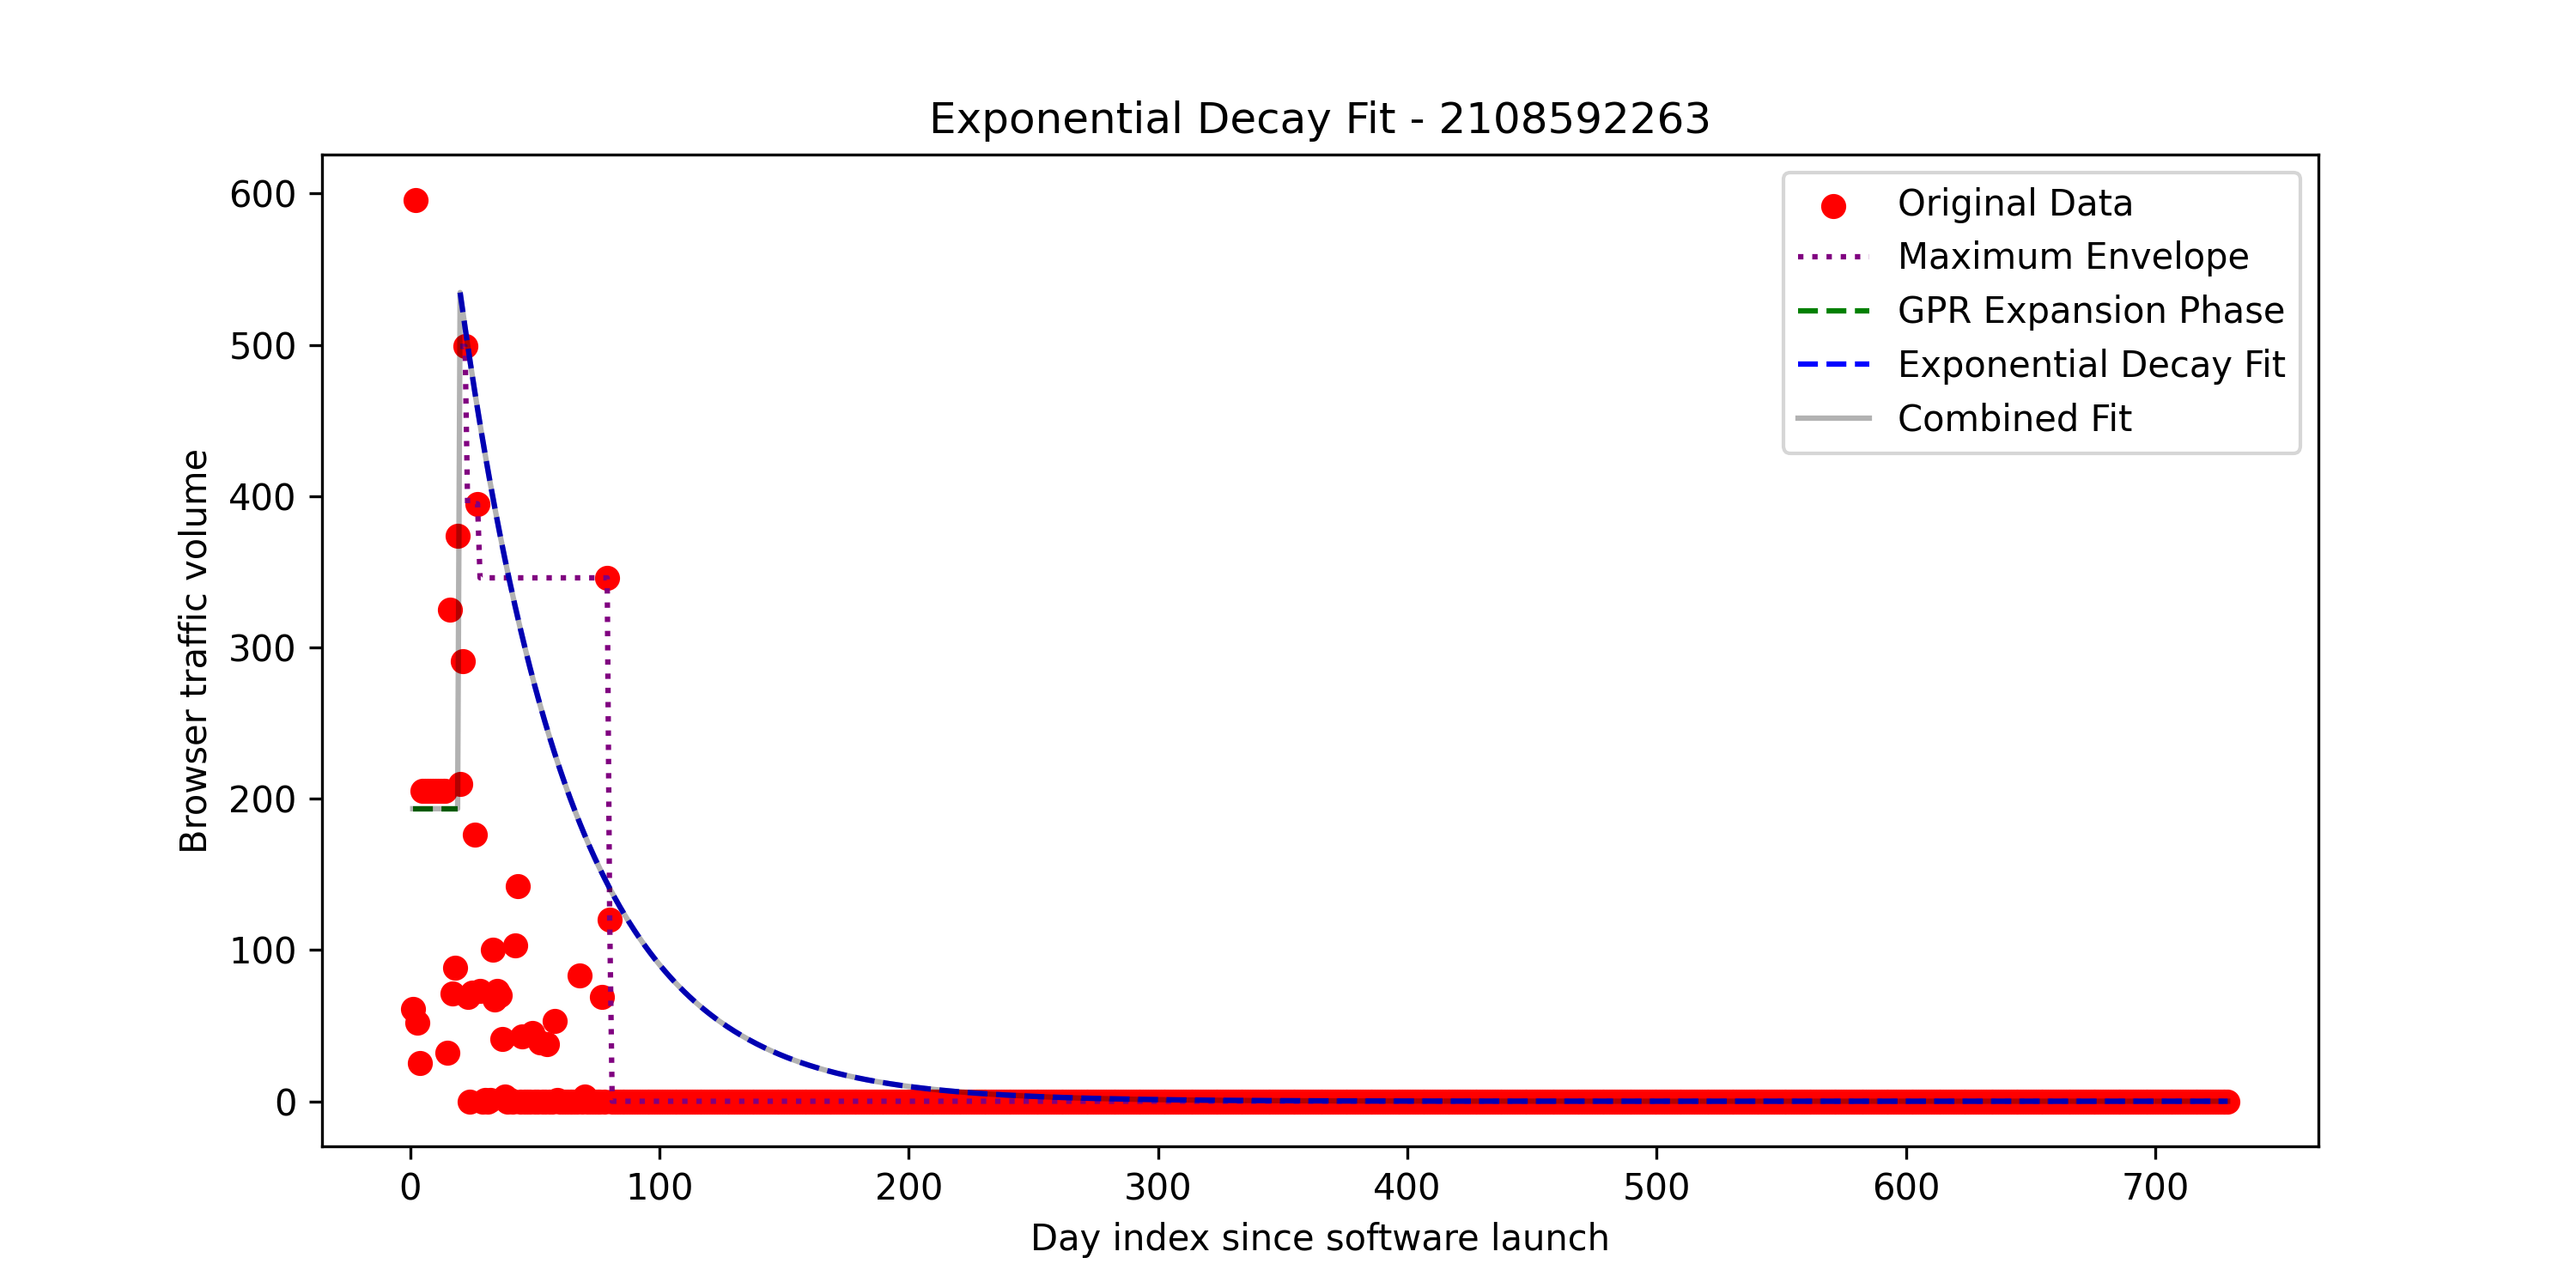 Exponential Decay Fit - 2108592263
Original Data
Maximum Envelope
GPR Expansion Phase
Exponential Decay Fit
Combined Fit
Browser traffic volume
600
500
400
300
200
100
0
0 100 200 300 400 500 600 700
Day index since software launch